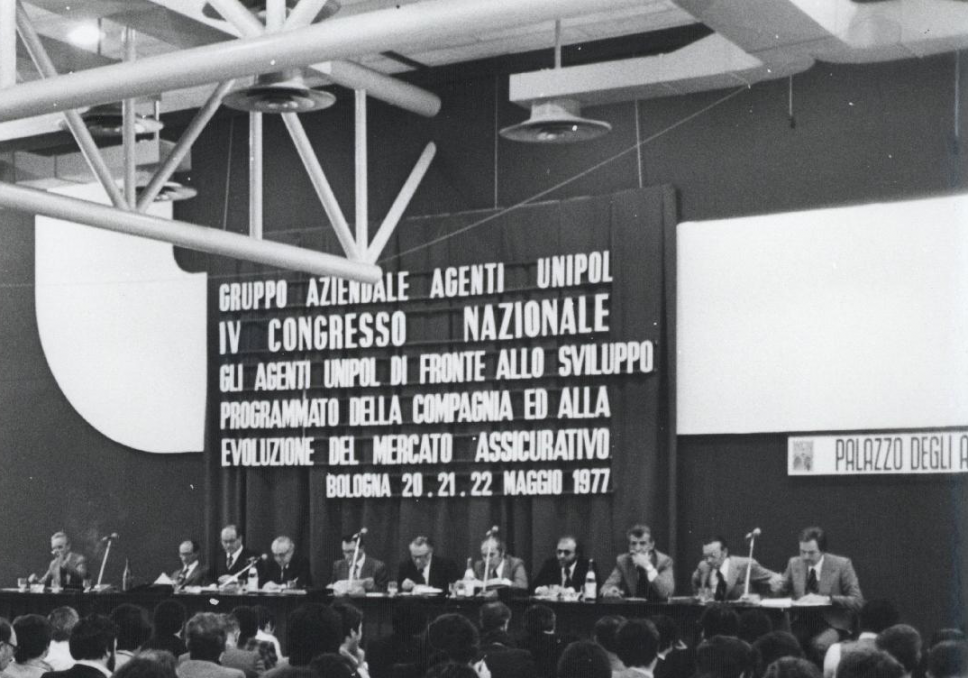 GRUPPO AZIENDALE AGENTI UNIPOL
IV CONGRESSO NAZIONALE
GLI AGENTI UNIPOL DI FRONTE ALLO SVILUPPO
PROGRAMMATO DELLA COMPAGNIA ED ALLA
EVOLUZIONE DEL MERCATO ASSICURATIVO
BOLOGNA 20.21.22 MAGGIO 1977
PALAZZO DEGLI A